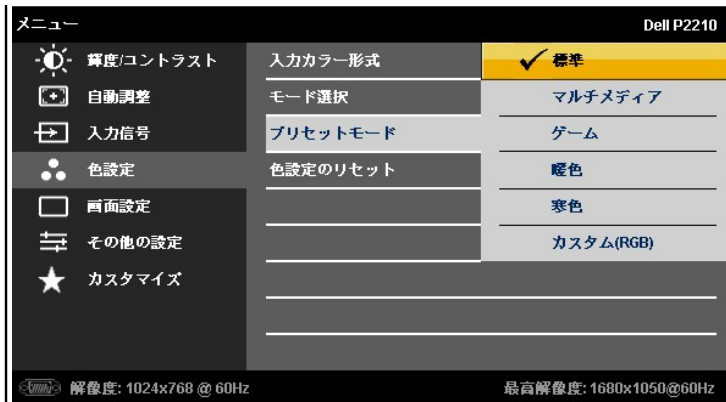 メニュー Dell P2210
輝度/コントラスト 入力カラー形式 標準
自動調整 モード選択 マルチメディア
入力信号 プリセットモード ゲーム
色設定 色設定のリセット 暖色
画面設定 寒色
その他の設定 カスタム(RGB)
カスタマイズ
解像度: 1024x768 @ 60Hz 最高解像度: 1680x1050@60Hz